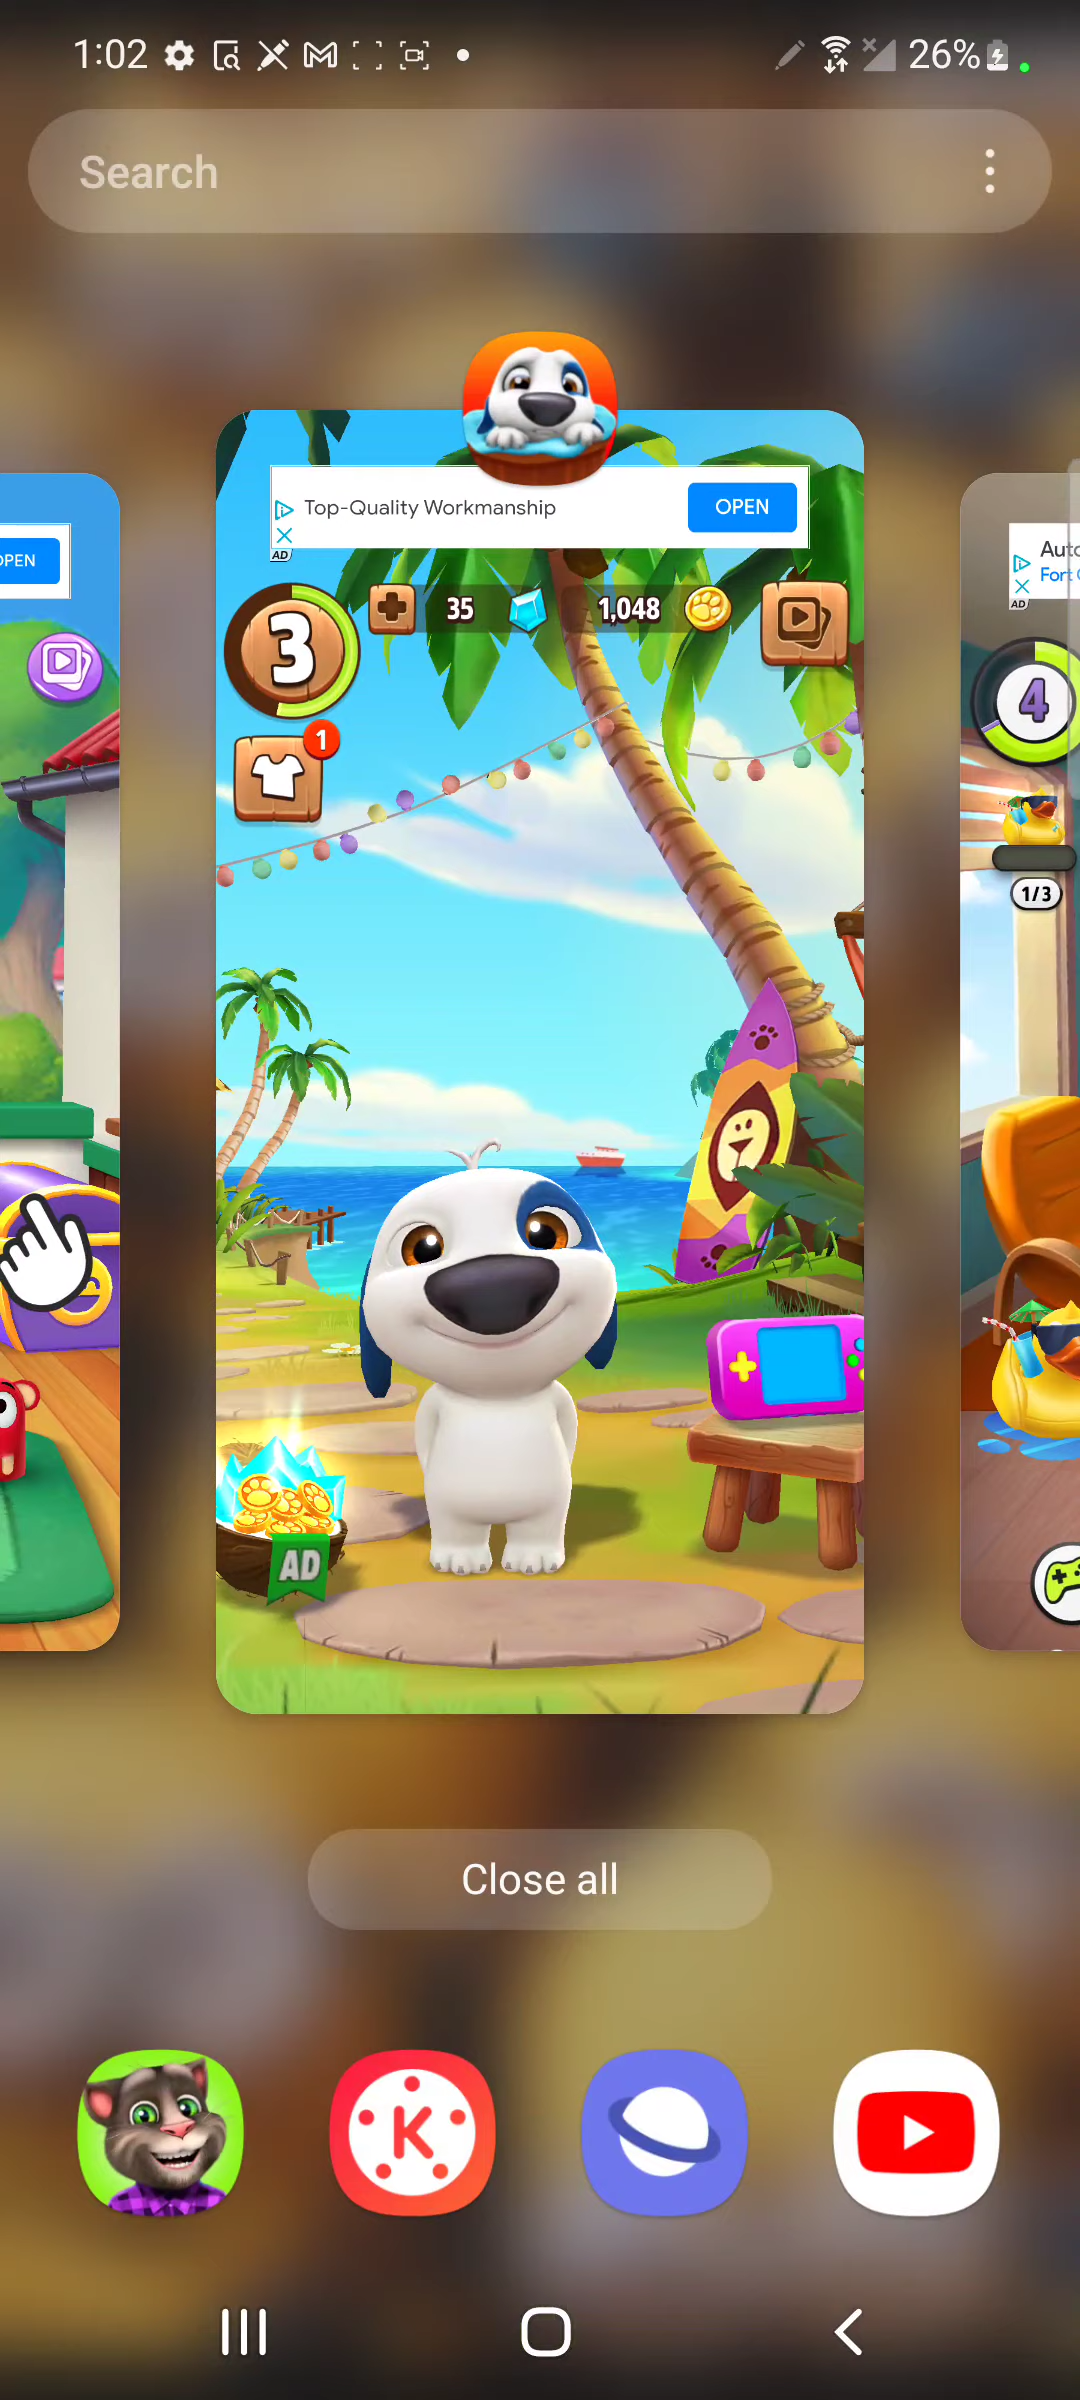 1:02
26%
Search
Top-Quality Workmanship
OPEN
AD
OPEN
Fort
AD
3
35
1,048
1
4
1/3
AD
Close all
K